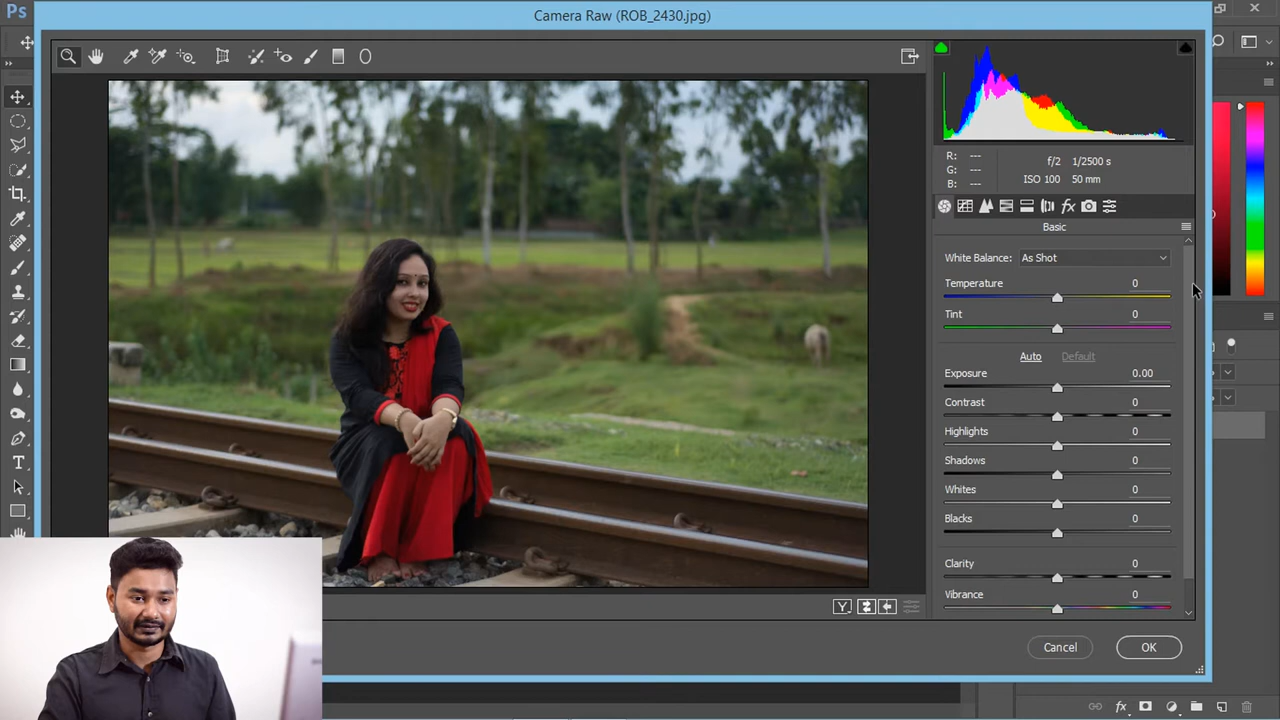 Ps
Camera Raw (ROB_2430.jpg)
R: ---
G: ---
B: ---
f/2 1/2500 s
ISO 100 50 mm
fx
Basic
White Balance: As Shot
Temperature 0
Tint 0
Auto Default
Exposure 0.00
Contrast 0
Highlights 0
Shadows 0
Whites 0
Blacks 0
Clarity 0
Vibrance 0
Y
Cancel OK
T
fx